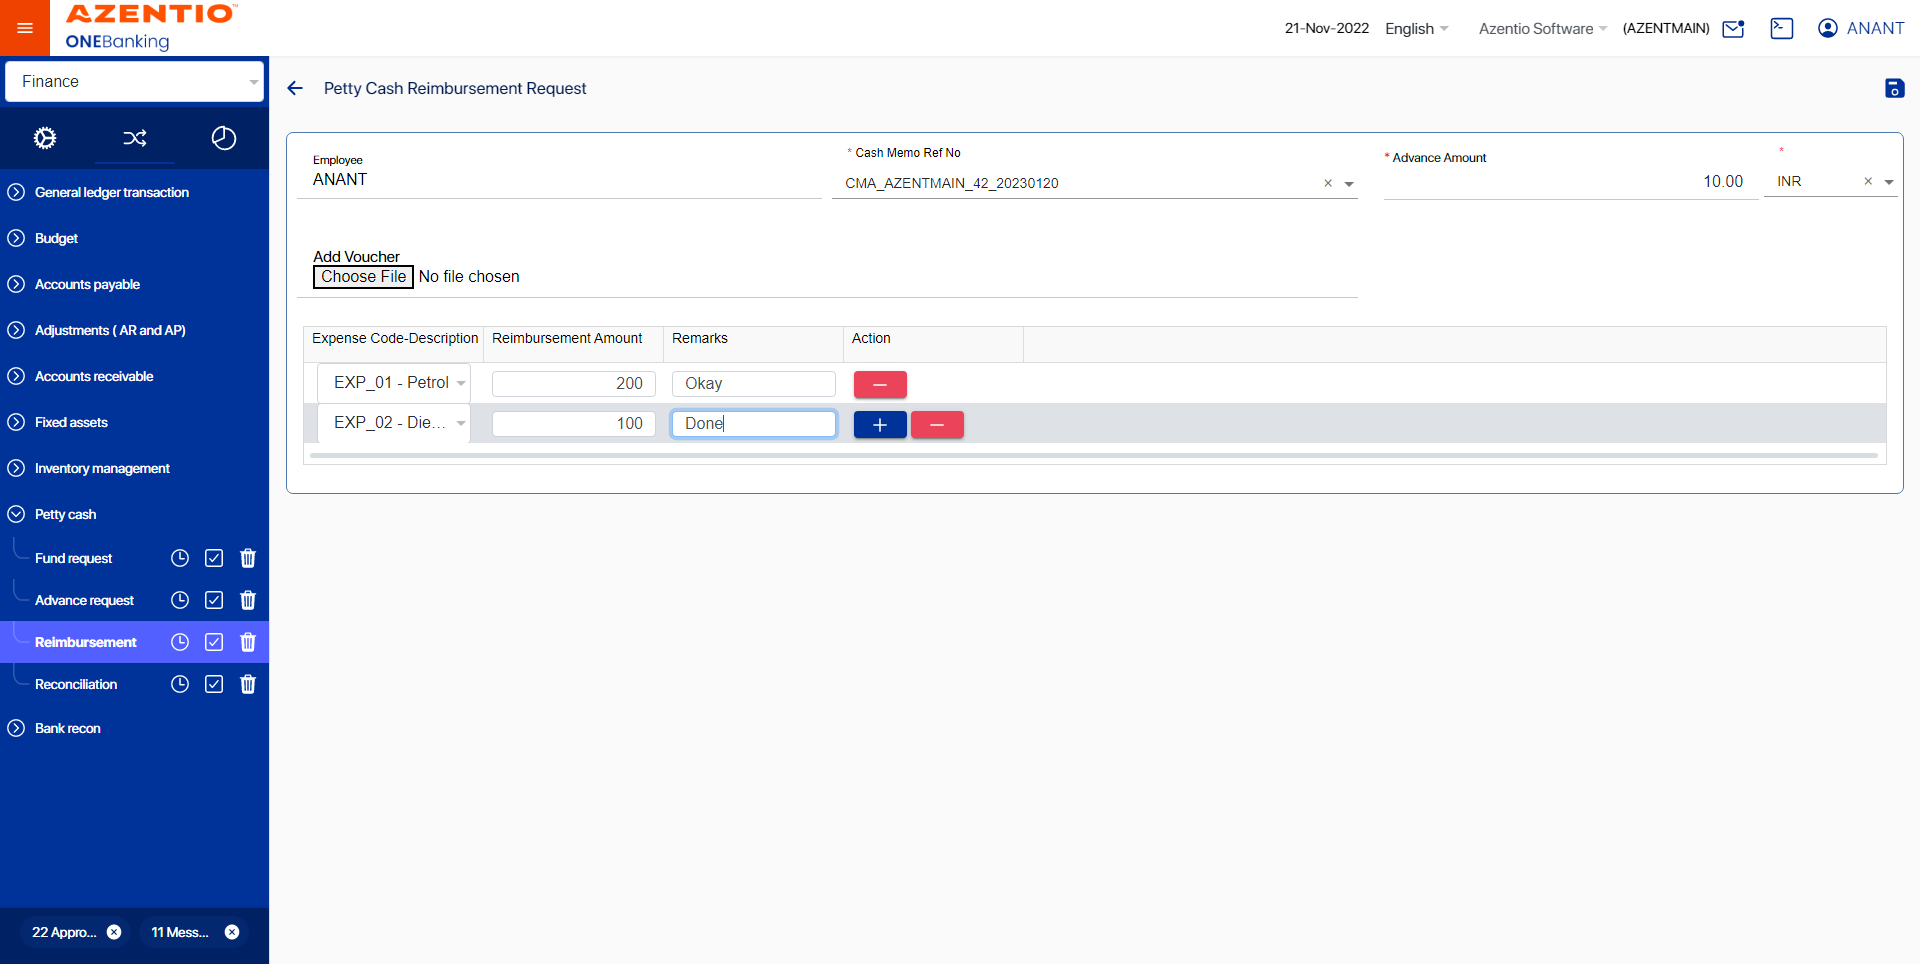 AZENTIO™
ONEBanking
21-Nov-2022 English Azentio Software (AZENTMAIN) ANANT
Finance
Petty Cash Reimbursement Request
General ledger transaction
Budget
Accounts payable
Adjustments ( AR and AP)
Accounts receivable
Fixed assets
Inventory management
Petty cash
Fund request
Advance request
Reimbursement
Reconciliation
Bank recon
22 Appro...
11 Mess...
Employee
ANANT
* Cash Memo Ref No
CMA_AZENTMAIN_42_20230120
* Advance Amount
10.00
*
INR
Add Voucher
Choose File No file chosen
Expense Code-Description Reimbursement Amount Remarks Action
EXP_01 - Petrol 200 Okay
EXP_02 - Die... 100 Done